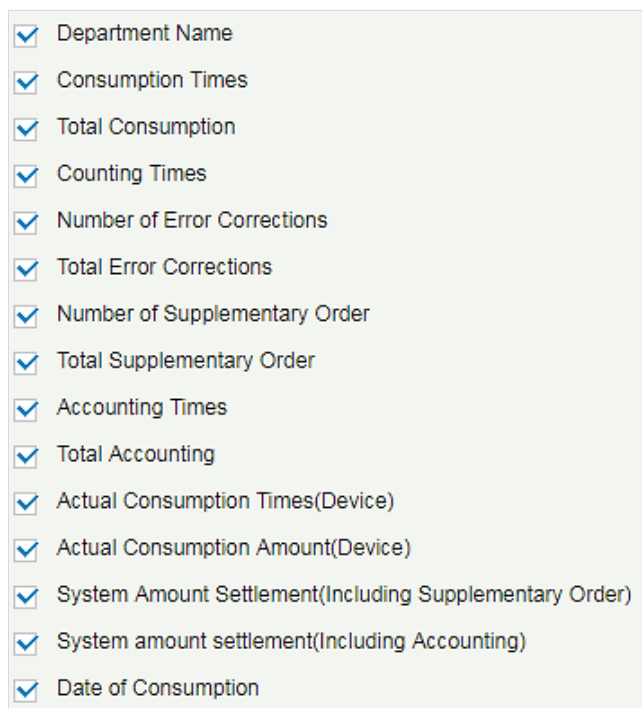 Department Name
Consumption Times
Total Consumption
Counting Times
Number of Error Corrections
Total Error Corrections
Number of Supplementary Order
Total Supplementary Order
Accounting Times
Total Accounting
Actual Consumption Times(Device)
Actual Consumption Amount(Device)
System Amount Settlement(Including Supplementary Order)
System amount settlement(Including Accounting)
Date of Consumption